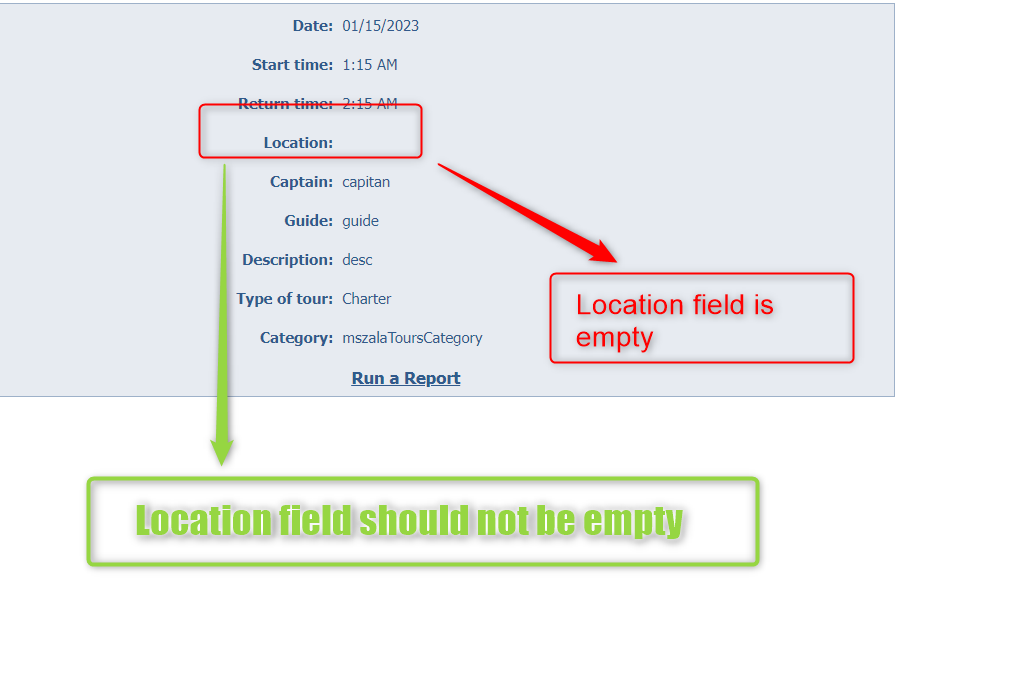 Date: 01/15/2023
Start time: 1:15 AM
Return time: 2:15 AM
Location:
Captain: capitan
Guide: guide
Description: desc
Type of tour: Charter
Category: mszalaToursCategory
Run a Report
Location field is
empty
Location field should not be empty